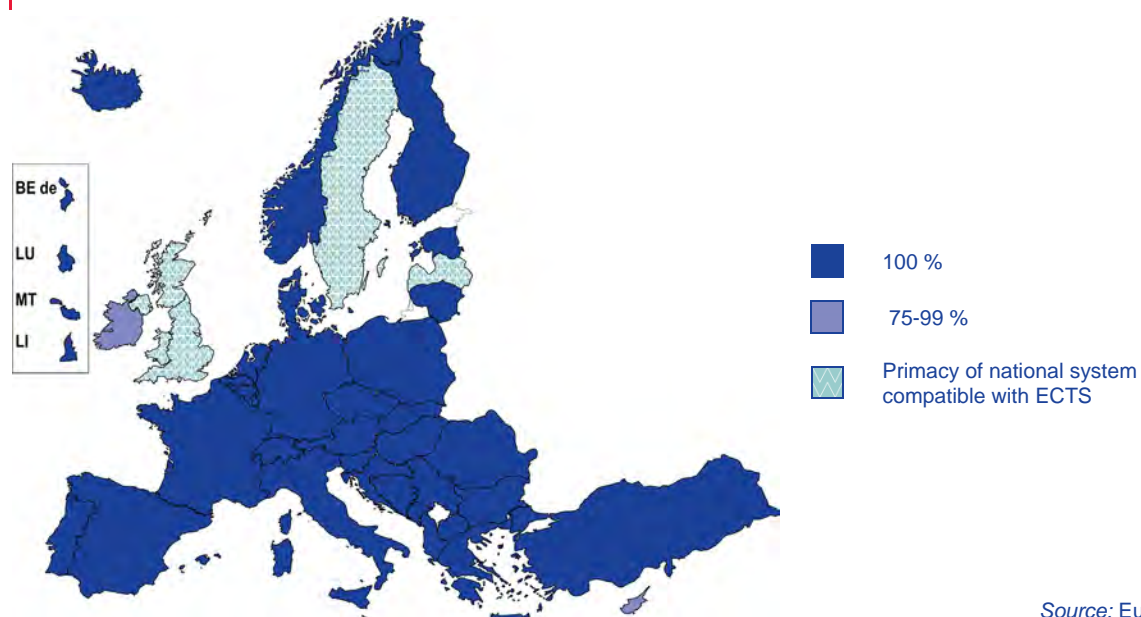 BE de
LU
MT
LI
100 %
75-99 %
Primacy of national system
compatible with ECTS
Source: Eu